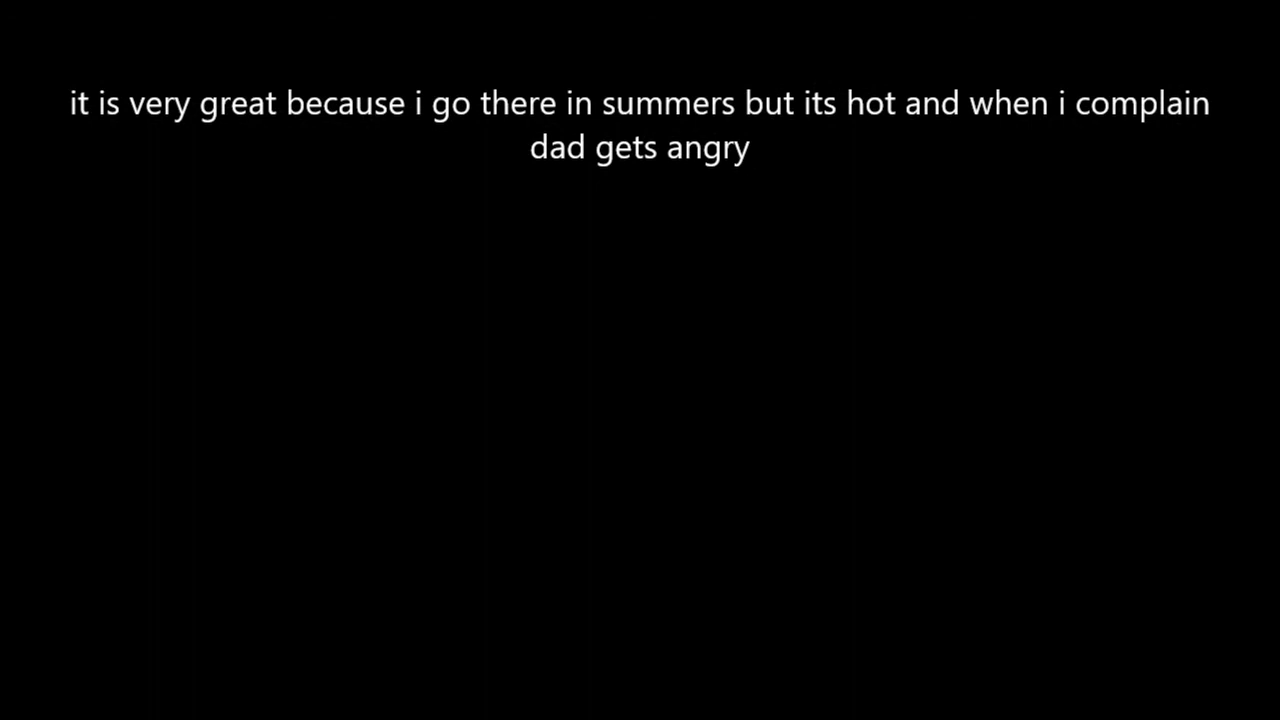 it is very great because i go there in summers but its hot and when i complain
dad gets angry